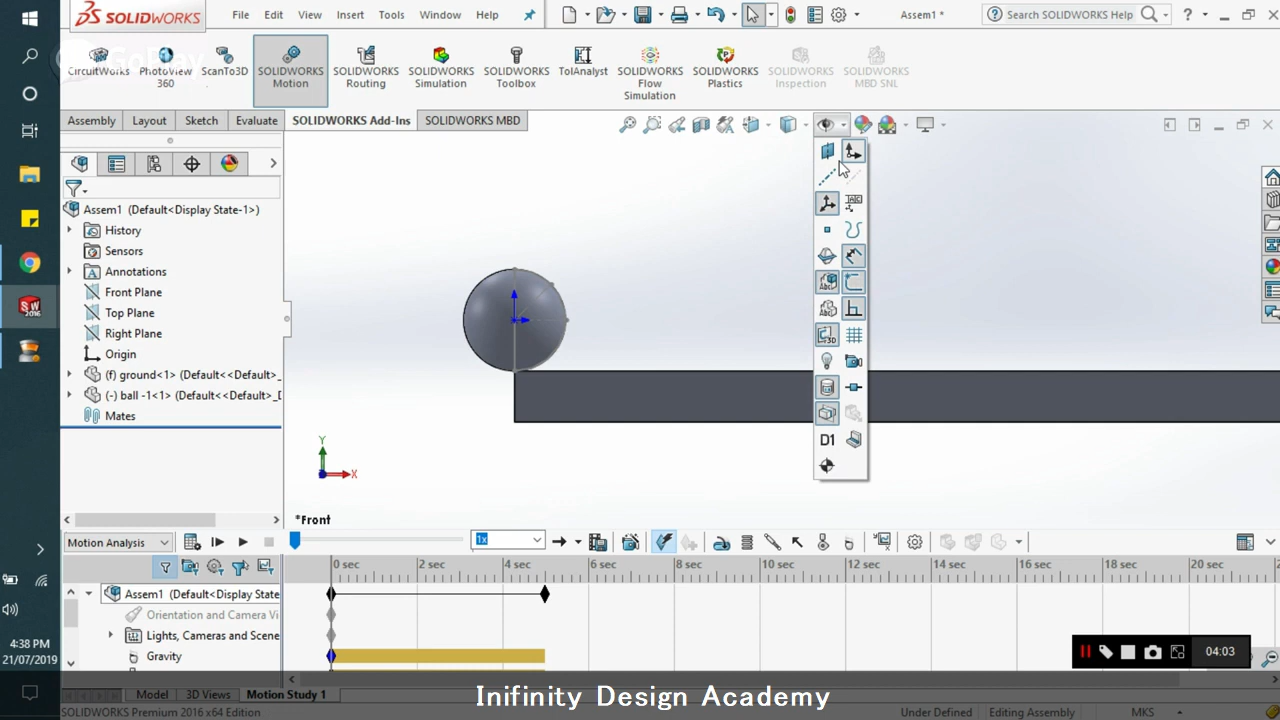 SOLIDWORKS
File Edit View Insert Tools Window Help
Assem1 *
Search SOLIDWORKS Help
?
CircuitWorks
PhotoView 360
ScanTo3D
SOLIDWORKS Motion
SOLIDWORKS Routing
SOLIDWORKS Simulation
SOLIDWORKS Toolbox
TolAnalyst
SOLIDWORKS Flow Simulation
SOLIDWORKS Plastics
SOLIDWORKS Inspection
SOLIDWORKS MBD SNL
Assembly Layout Sketch Evaluate SOLIDWORKS Add-Ins SOLIDWORKS MBD
Assem1 (Default<Display State-1>)
History
Sensors
Annotations
Front Plane
Top Plane
Right Plane
Origin
(f) ground<1> (Default<<Default>_
(-) ball -1<1> (Default<<Default>_D
Mates
D1
Y
X
*Front
Motion Analysis
1x
0 sec 2 sec 4 sec 6 sec 8 sec 10 sec 12 sec 14 sec 16 sec 18 sec 20 sec
Assem1 (Default<Display State
Orientation and Camera Vi
Lights, Cameras and Scene
Gravity
04:03
4:38 PM
21/07/2019
Model 3D Views Motion Study 1
Inifinity Design Academy
SOLIDWORKS Premium 2016 x64 Edition
Under Defined Editing Assembly MKS